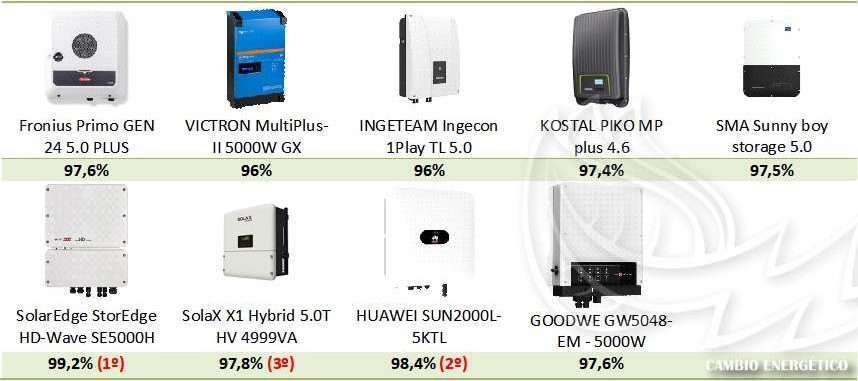 Fronius Primo GEN
24 5.0 PLUS
97,6%
VICTRON MultiPlus-
II 5000W GX
96%
INGETEAM Ingecon
1Play TL 5.0
96%
KOSTAL PIKO MP
plus 4.6
97,4%
SMA Sunny boy
storage 5.0
97,5%
SolarEdge StorEdge
HD-Wave SE5000H
99,2% (1º)
SOLAX
SolaX X1 Hybrid 5.0T
HV 4999VA
97,8% (3º)
HUAWEI SUN2000L-
5KTL
98,4% (2º)
GOODWE GW5048-
EM - 5000W
97,6%
CAMBIO ENERGÉTICO